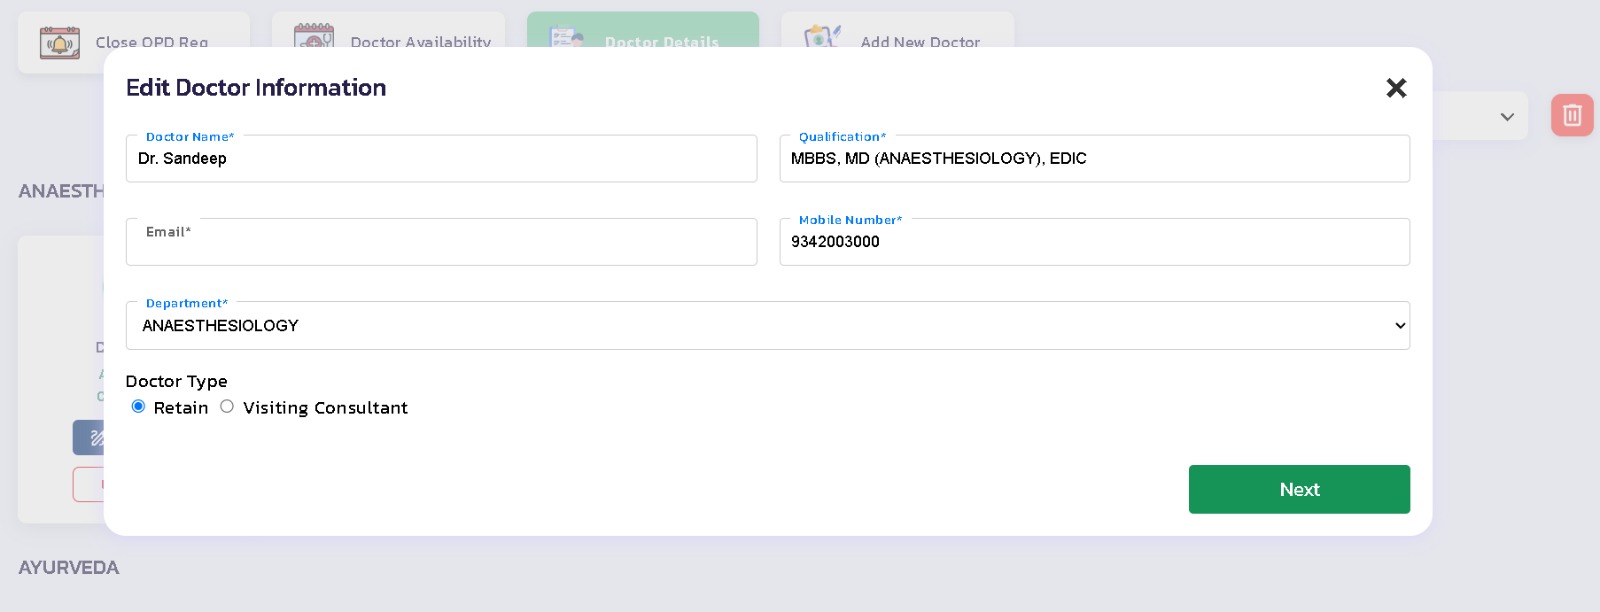 Close OPD Reg
Doctor Availability
Doctor Details
Add New Doctor
Edit Doctor Information
Doctor Name*
Dr. Sandeep
Qualification*
MBBS, MD (ANAESTHESIOLOGY), EDIC
ANAESTH
Email*
Mobile Number*
9342003000
Department*
ANAESTHESIOLOGY
Doctor Type
Retain
Visiting Consultant
Next
AYURVEDA